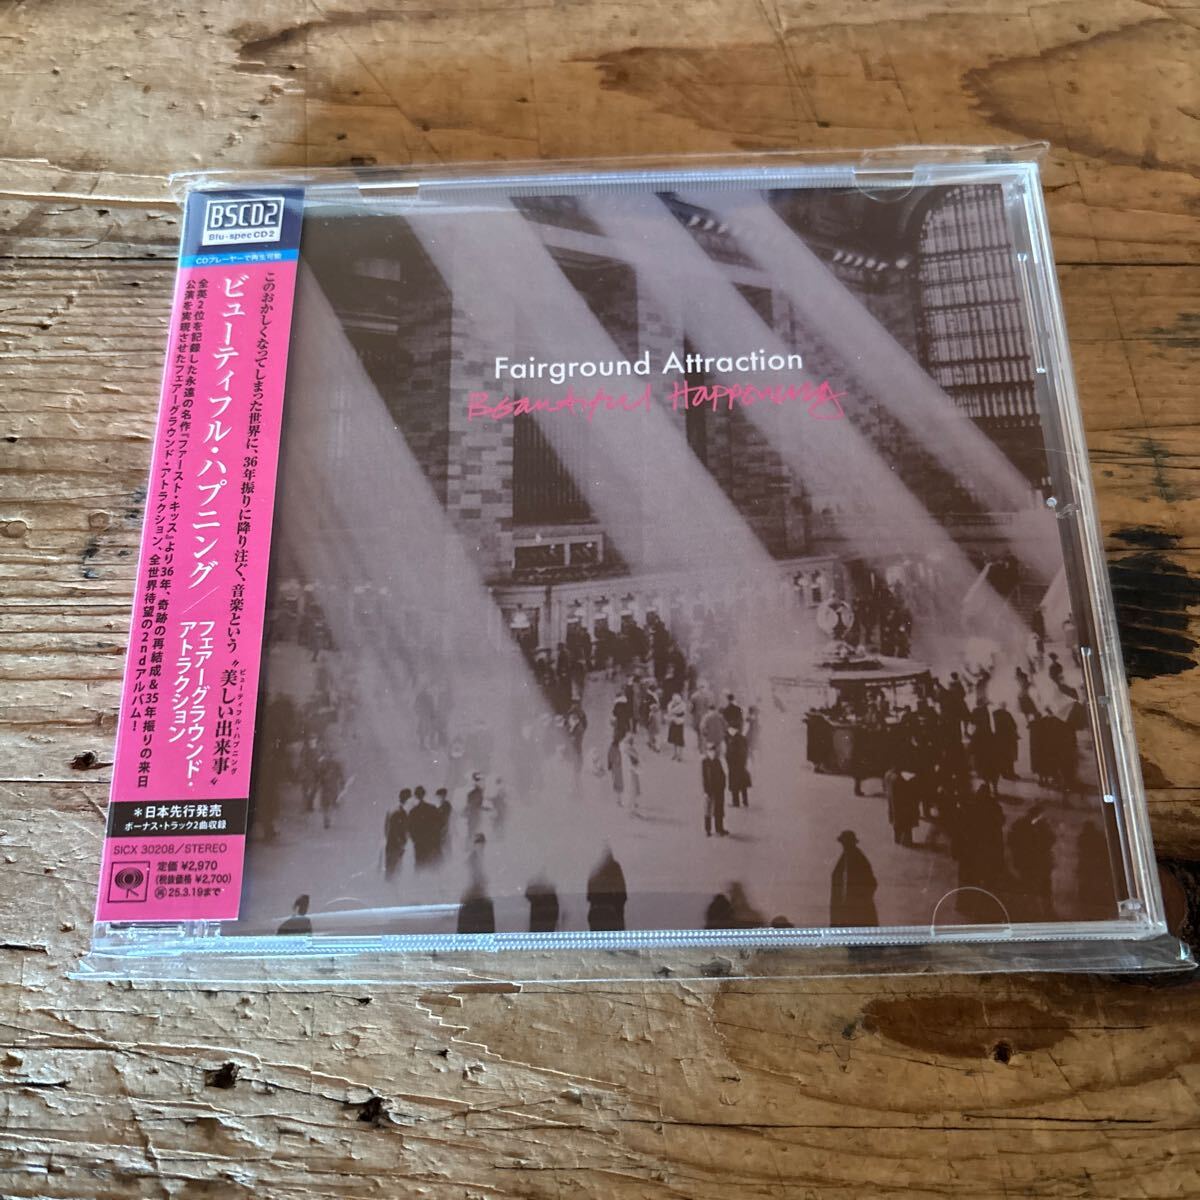 BSCD2
Blu-spec CD2
CDプレーヤーで再生可能
このおかしくなってしまった世界に、36年振りに降り注ぐ、音楽という“美しい出来事”
ビューティフル・ハプニング
ビューティフル・ハプニング／フェアーグラウンド・
アトラクション
全英2位を記録した永遠の名作『ファースト・キッス』より36年、奇跡の再結成&35年振りの来日
公演を実現させたフェアーグラウンド・アトラクション、全世界待望の2ndアルバム!
＊日本先行発売
ボーナス・トラック2曲収録
SICX 30208／STEREO
定価 ¥2,970
(税抜価格 ¥2,700)
再 25.3.19まで
Fairground Attraction
Beautiful Happening